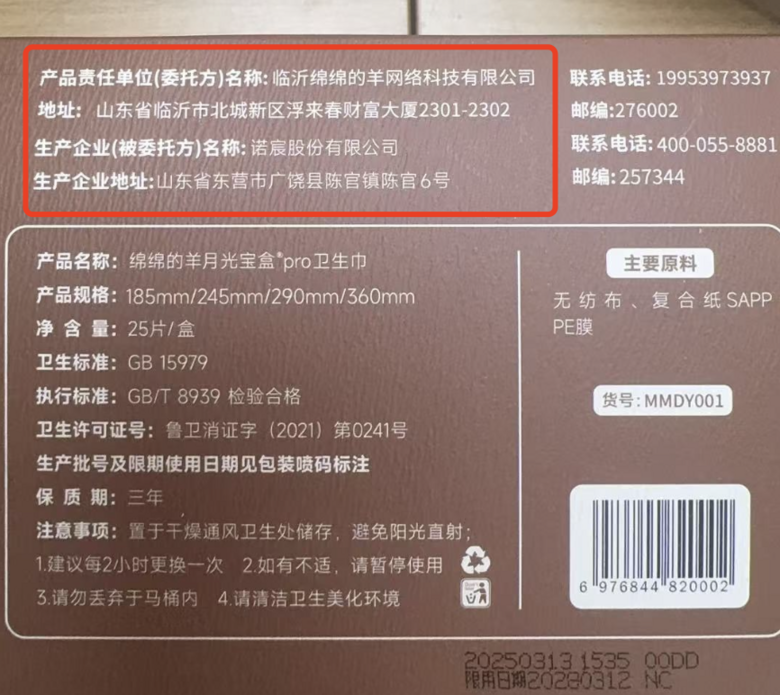 产品责任单位(委托方)名称: 临沂绵绵的羊网络科技有限公司
联系电话: 19953973937
地址: 山东省临沂市北城新区浮来春财富大厦2301-2302
邮编:276002
生产企业(被委托方)名称: 诺宸股份有限公司
联系电话:400-055-8881
生产企业地址:山东省东营市广饶县陈官镇陈官6号
邮编: 257344
产品名称: 绵绵的羊月光宝盒®pro卫生巾
产品规格: 185mm/245mm/290mm/360mm
净 含 量: 25片/盒
卫生标准: GB 15979
执行标准: GB/T 8939 检验合格
卫生许可证号: 鲁卫消证字（2021）第0241号
生产批号及限期使用日期见包装喷码标注
保 质 期: 三年
注意事项: 置于干燥通风卫生处储存，避免阳光直射;
1.建议每2小时更换一次 2.如有不适，请暂停使用
3.请勿丢弃于马桶内 4.请清洁卫生美化环境
主要原料
无纺布、复合纸SAPP
PE膜
货号: MMDY001
6 976844 820002
20250313 1535 00DD
限用日期20280312 NC